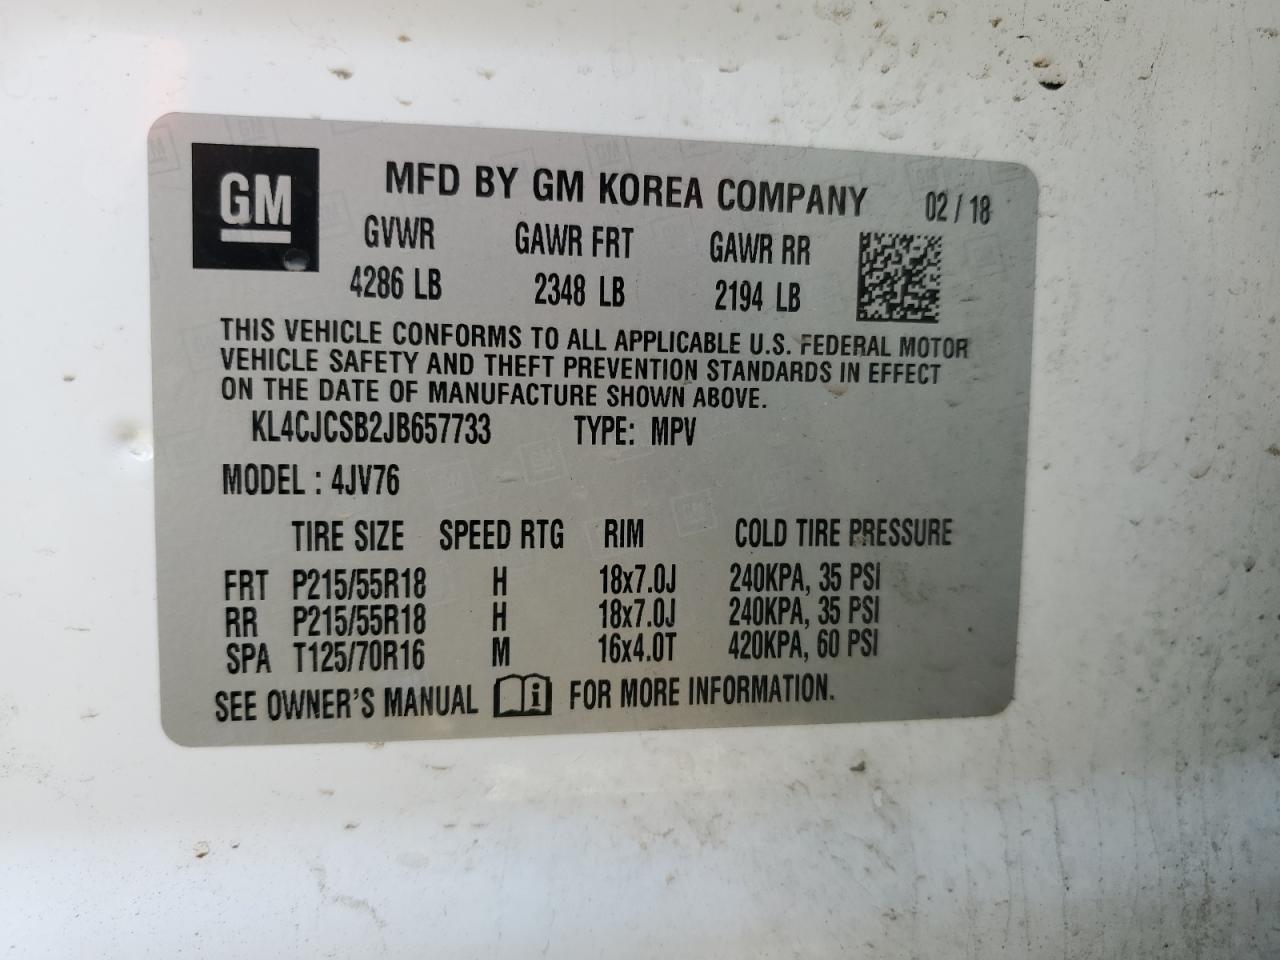 GM
MFD BY GM KOREA COMPANY 02 / 18
GVWR GAWR FRT GAWR RR
4286 LB 2348 LB 2194 LB
THIS VEHICLE CONFORMS TO ALL APPLICABLE U.S. FEDERAL MOTOR
VEHICLE SAFETY AND THEFT PREVENTION STANDARDS IN EFFECT
ON THE DATE OF MANUFACTURE SHOWN ABOVE.
KL4CJCSB2JB657733 TYPE: MPV
MODEL : 4JV76
TIRE SIZE SPEED RTG RIM COLD TIRE PRESSURE
FRT P215/55R18 H 18x7.0J 240KPA, 35 PSI
RR P215/55R18 H 18x7.0J 240KPA, 35 PSI
SPA T125/70R16 M 16x4.0T 420KPA, 60 PSI
SEE OWNER'S MANUAL i FOR MORE INFORMATION.